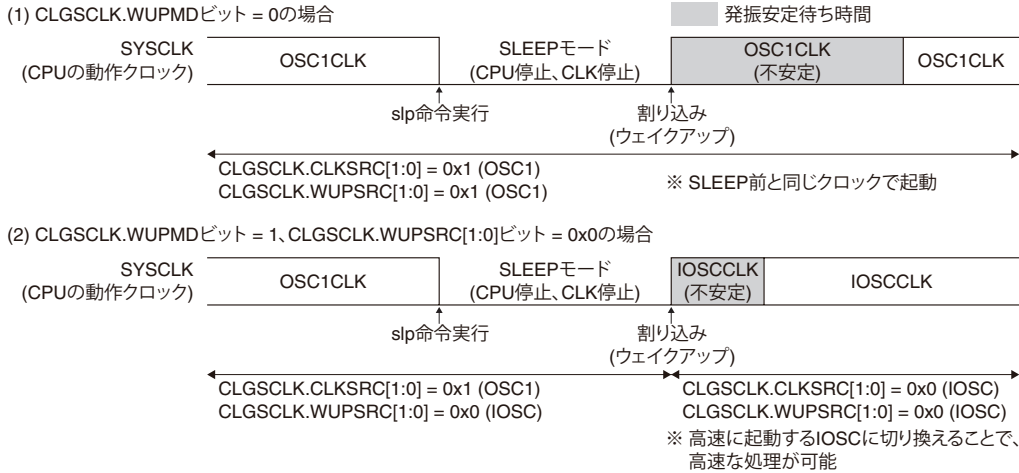 (1) CLGSCLK.WUPMDビット = 0の場合
発振安定待ち時間
SYSCLK
(CPUの動作クロック)
OSC1CLK
SLEEPモード
(CPU停止、CLK停止)
OSC1CLK
(不安定)
OSC1CLK
slp命令実行
割り込み
(ウェイクアップ)
CLGSCLK.CLKSRC[1:0] = 0x1 (OSC1)
CLGSCLK.WUPSRC[1:0] = 0x1 (OSC1)
※ SLEEP前と同じクロックで起動
(2) CLGSCLK.WUPMDビット = 1、CLGSCLK.WUPSRC[1:0]ビット = 0x0の場合
SYSCLK
(CPUの動作クロック)
OSC1CLK
SLEEPモード
(CPU停止、CLK停止)
IOSCCLK
(不安定)
IOSCCLK
slp命令実行
割り込み
(ウェイクアップ)
CLGSCLK.CLKSRC[1:0] = 0x1 (OSC1)
CLGSCLK.WUPSRC[1:0] = 0x0 (IOSC)
CLGSCLK.CLKSRC[1:0] = 0x0 (IOSC)
CLGSCLK.WUPSRC[1:0] = 0x0 (IOSC)
※ 高速に起動するIOSCに切り換えることで、
高速な処理が可能